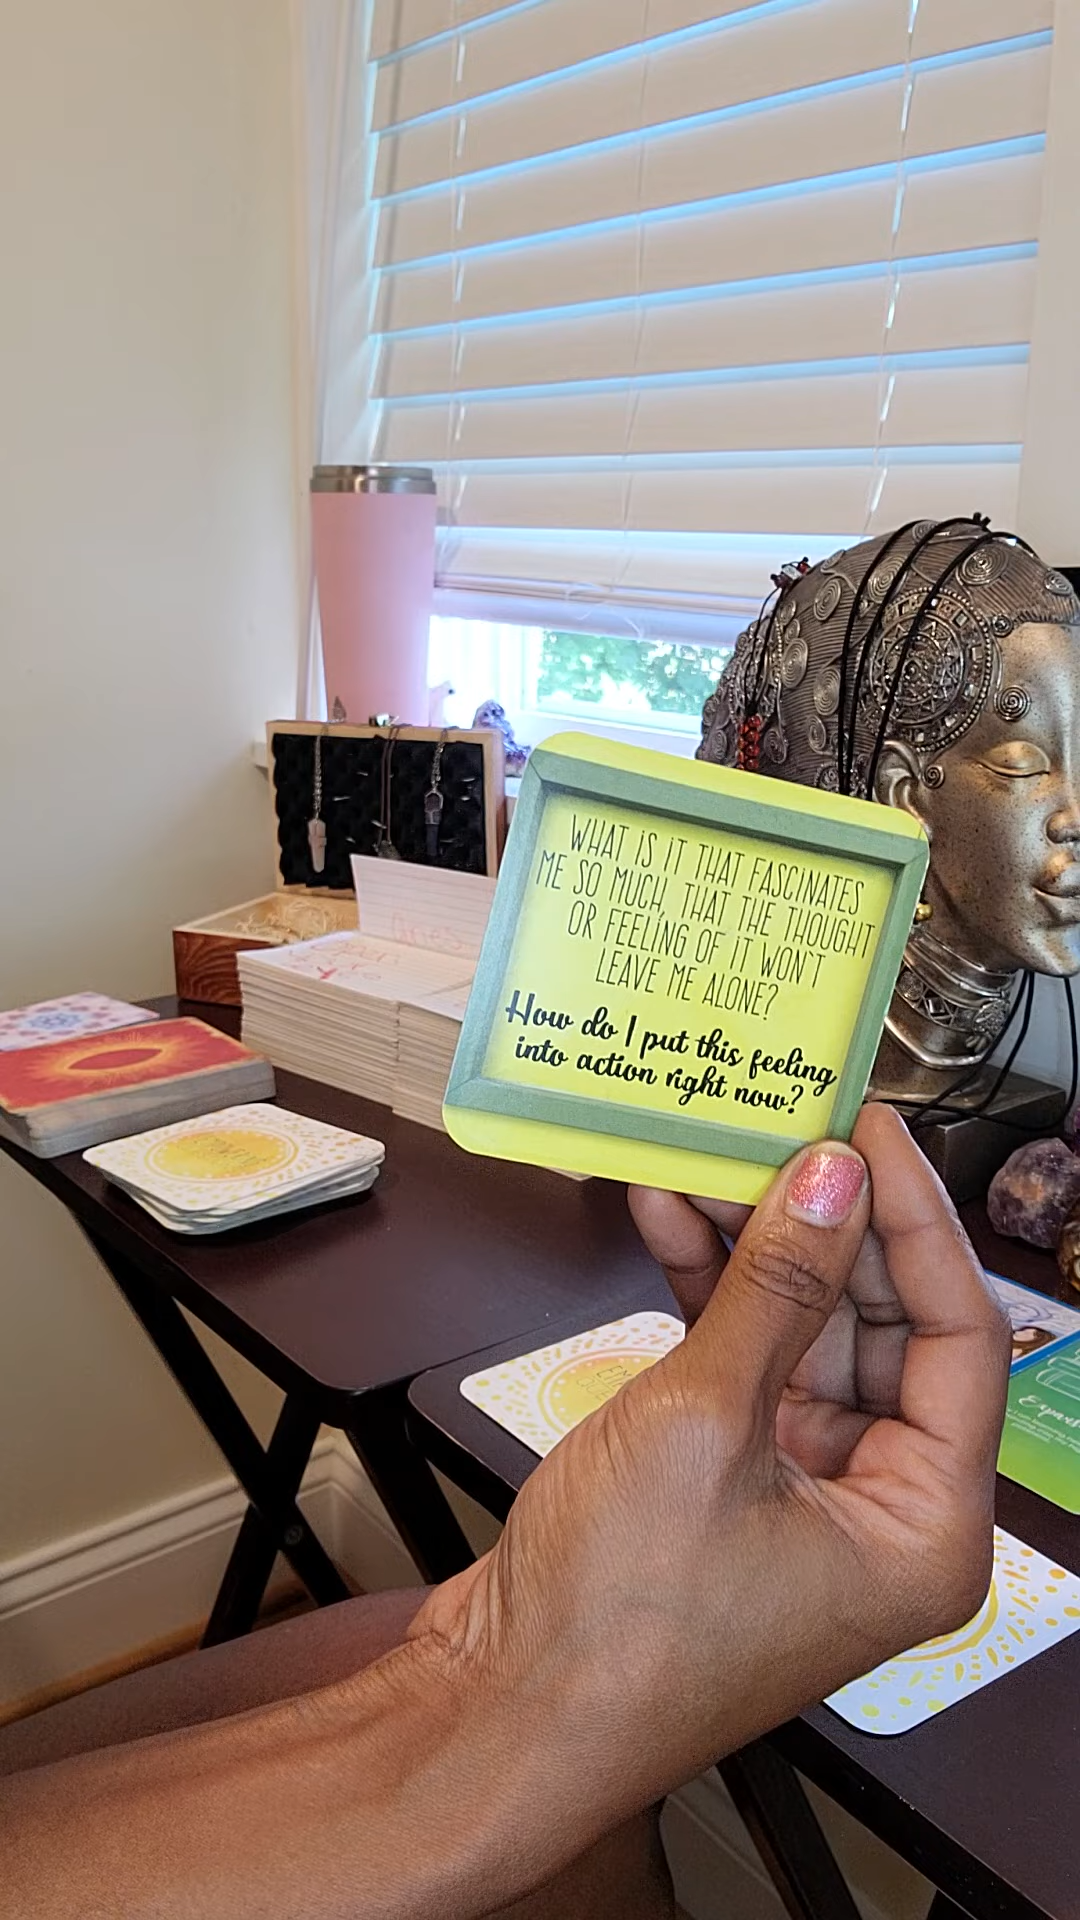 WHAT IS IT THAT FASCINATES
ME SO MUCH, THAT THE THOUGHT
OR FEELING OF IT WON'T
LEAVE ME ALONE?
How do I put this feeling
into action right now?
Aries